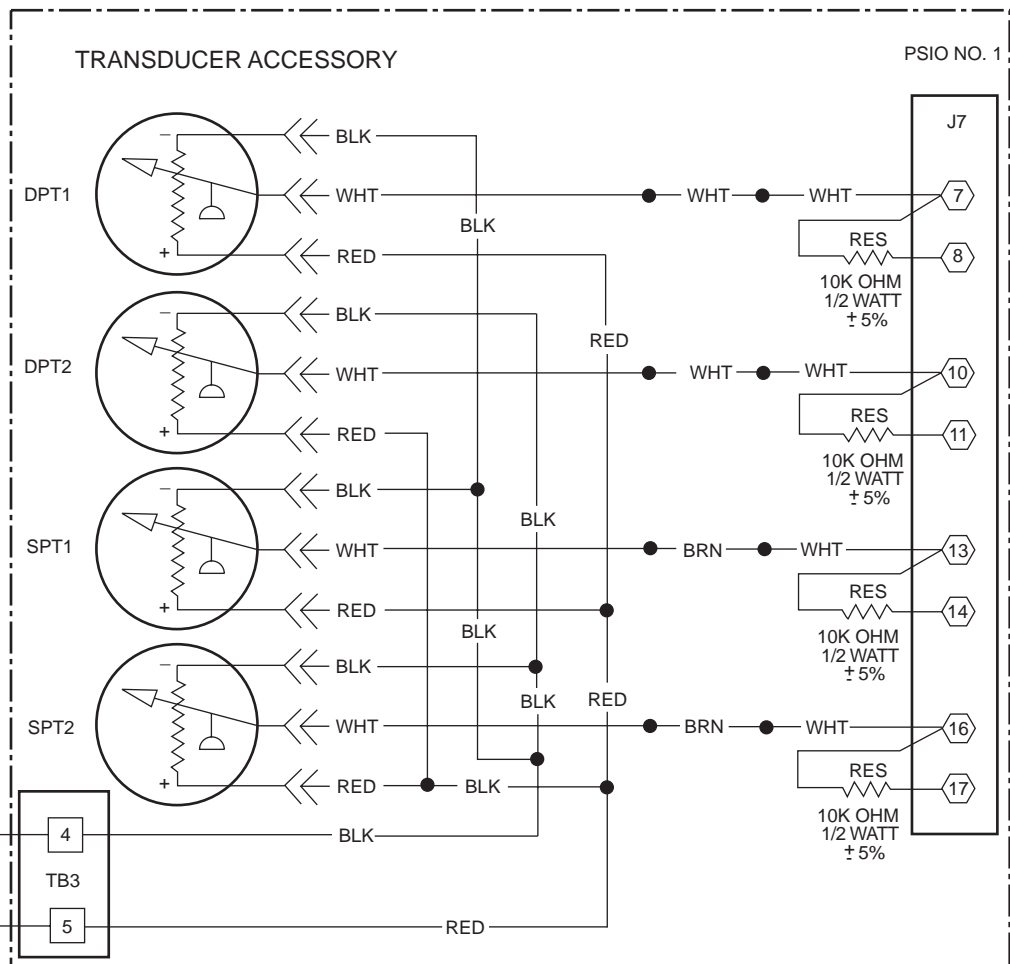 TRANSDUCER ACCESSORY
PSIO NO. 1
J7
DPT1
−
+
BLK
WHT
RED
BLK
WHT
WHT
7
RES
8
10K OHM
1/2 WATT
± 5%
DPT2
−
+
BLK
WHT
RED
RED
WHT
WHT
10
RES
11
10K OHM
1/2 WATT
± 5%
SPT1
−
+
BLK
WHT
RED
BLK
BLK
BRN
WHT
13
RES
14
10K OHM
1/2 WATT
± 5%
SPT2
−
+
BLK
WHT
RED
BLK
RED
BLK
BRN
WHT
16
RES
17
10K OHM
1/2 WATT
± 5%
4
BLK
TB3
5
RED